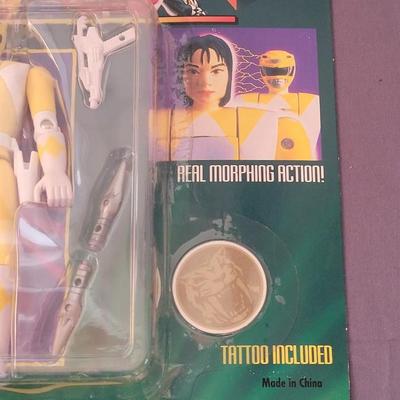 REAL MORPHING ACTION!
TATTOO INCLUDED
Made in China